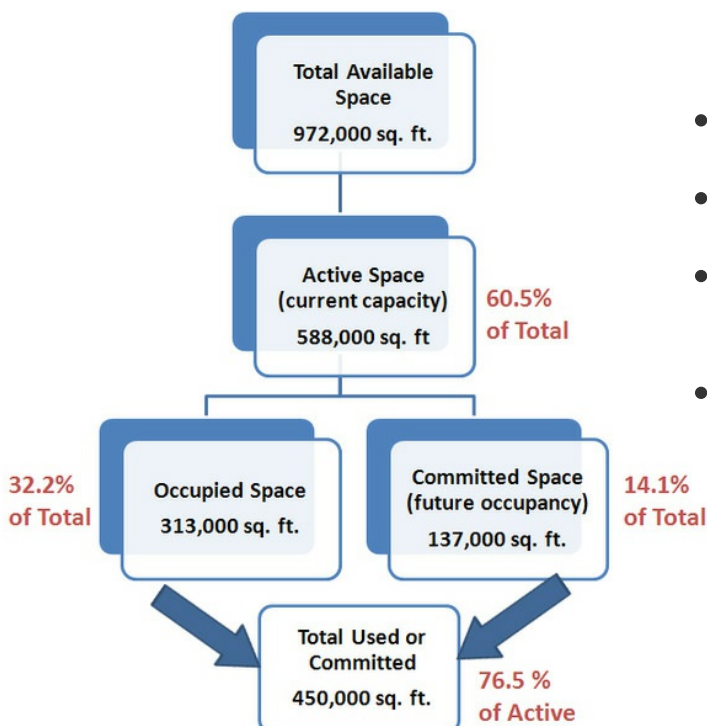 Total Available
Space
972,000 sq. ft.
Active Space
(current capacity)
588,000 sq. ft
60.5%
of Total
32.2%
of Total
Occupied Space
313,000 sq. ft.
Committed Space
(future occupancy)
137,000 sq. ft.
14.1%
of Total
Total Used or
Committed
450,000 sq. ft.
76.5 %
of Active